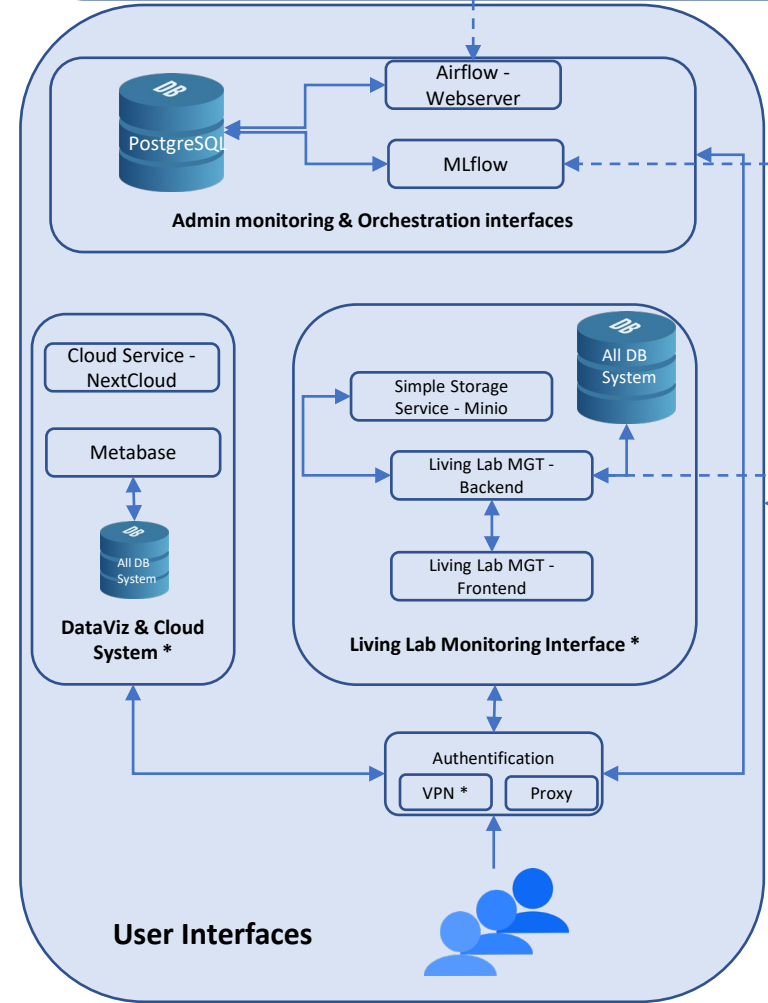 DB
PostgreSQL
Airflow -
Webserver
MLflow
Admin monitoring & Orchestration interfaces
Cloud Service -
NextCloud
Metabase
DB
All DB
System
DataViz & Cloud
System *
DB
All DB
System
Simple Storage
Service - Minio
Living Lab MGT -
Backend
Living Lab MGT -
Frontend
Living Lab Monitoring Interface *
Authentification
VPN *
Proxy
User Interfaces